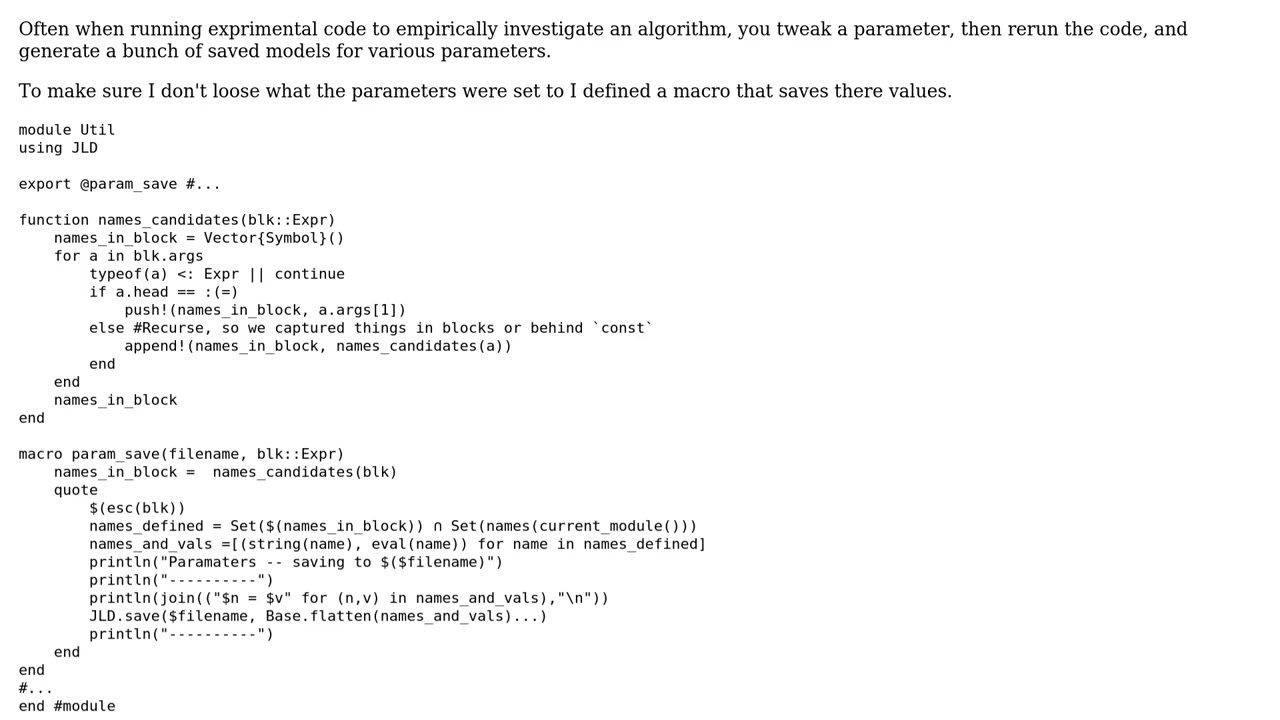 Often when running exprimental code to empirically investigate an algorithm, you tweak a parameter, then rerun the code, and
generate a bunch of saved models for various parameters.
To make sure I don't loose what the parameters were set to I defined a macro that saves there values.
module Util
using JLD
export @param_save #...
function names_candidates(blk::Expr)
    names_in_block = Vector{Symbol}()
    for a in blk.args
        typeof(a) <: Expr || continue
        if a.head == :(=)
            push!(names_in_block, a.args[1])
        else #Recurse, so we captured things in blocks or behind `const`
            append!(names_in_block, names_candidates(a))
        end
    end
    names_in_block
end
macro param_save(filename, blk::Expr)
    names_in_block =  names_candidates(blk)
    quote
        $(esc(blk))
        names_defined = Set($(names_in_block)) ∩ Set(names(current_module()))
        names_and_vals =[(string(name), eval(name)) for name in names_defined]
        println("Paramaters -- saving to $($filename)")
        println("----------")
        println(join(("$n = $v" for (n,v) in names_and_vals),"\n"))
        JLD.save($filename, Base.flatten(names_and_vals)...)
        println("----------")
    end
end
#...
end #module